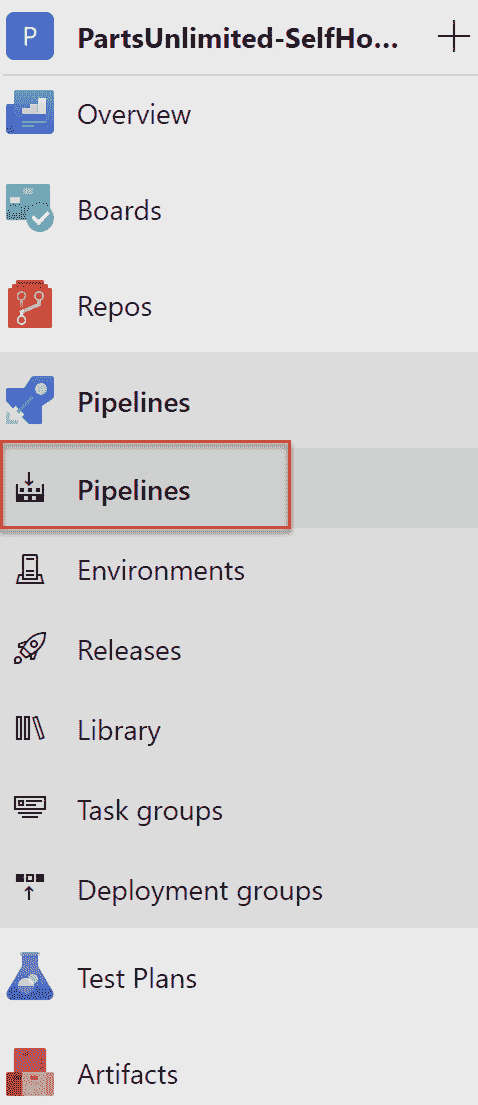 P PartsUnlimited-SelfHo... +
Overview
Boards
Repos
Pipelines
Pipelines
Environments
Releases
Library
Task groups
Deployment groups
Test Plans
Artifacts